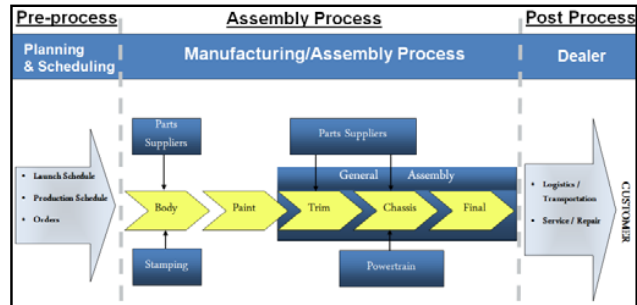 Pre-process
Assembly Process
Post Process
Planning
& Scheduling
Manufacturing/Assembly Process
Dealer
Parts
Suppliers
Parts Suppliers
General Assembly
• Launch Schedule
• Production Schedule
• Orders
Body
Paint
Trim
Chassis
Final
• Logistics /
Transportation
• Service / Repair
CUSTOMER
Stamping
Powertrain